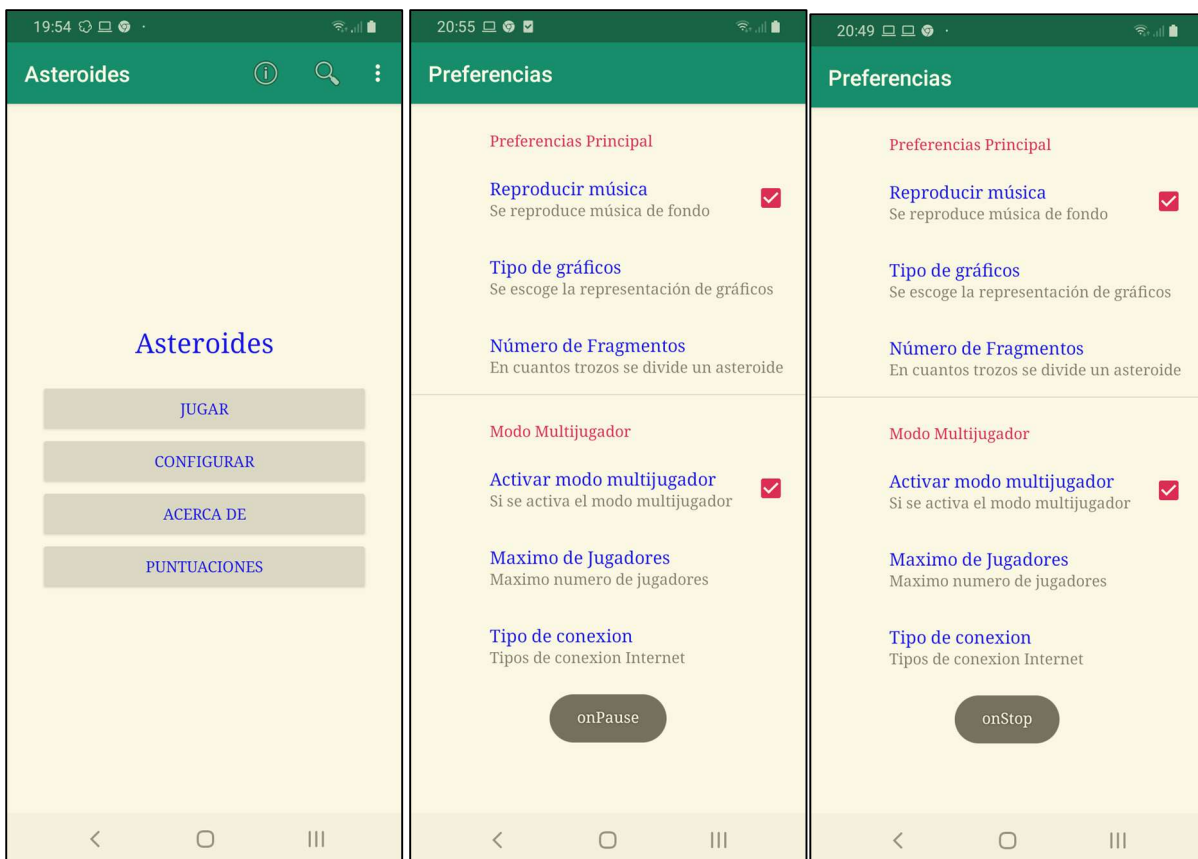 19:54
Asteroides
Asteroides
JUGAR
CONFIGURAR
ACERCA DE
PUNTUACIONES
20:55
Preferencias
Preferencias Principal
Reproducir música
Se reproduce música de fondo
Tipo de gráficos
Se escoge la representación de gráficos
Número de Fragmentos
En cuantos trozos se divide un asteroide
Modo Multijugador
Activar modo multijugador
Si se activa el modo multijugador
Maximo de Jugadores
Maximo numero de jugadores
Tipo de conexion
Tipos de conexion Internet
onPause
20:49
Preferencias
Preferencias Principal
Reproducir música
Se reproduce música de fondo
Tipo de gráficos
Se escoge la representación de gráficos
Número de Fragmentos
En cuantos trozos se divide un asteroide
Modo Multijugador
Activar modo multijugador
Si se activa el modo multijugador
Maximo de Jugadores
Maximo numero de jugadores
Tipo de conexion
Tipos de conexion Internet
onStop